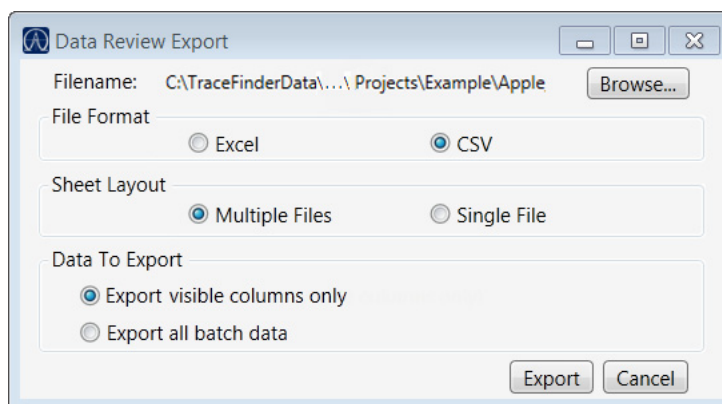 Data Review Export
Filename: C:\TraceFinderData\...\ Projects\Example\Apple Browse...
File Format
Excel CSV
Sheet Layout
Multiple Files Single File
Data To Export
Export visible columns only
Export all batch data
Export Cancel